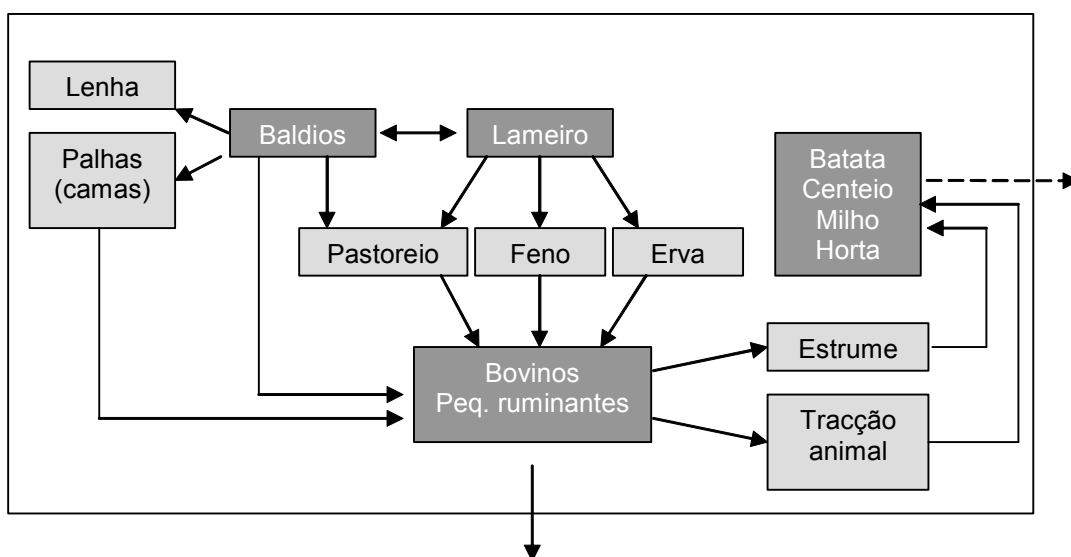 Lenha
Baldios
Lameiro
Palhas
(camas)
Batata
Centeio
Milho
Horta
Pastoreio
Feno
Erva
Bovinos
Peq. ruminantes
Estrume
Tracção
animal